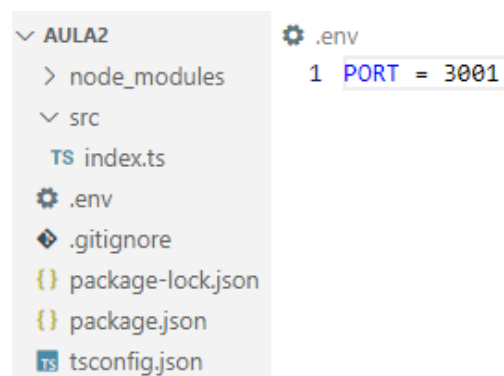 AULA2
node_modules
src
TS index.ts
.env
.gitignore
{} package-lock.json
{} package.json
TS tsconfig.json
.env
1 PORT = 3001